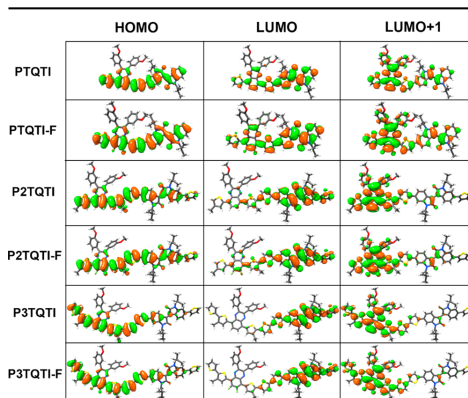 HOMO LUMO LUMO+1
PTQTI
PTQTI-F
P2TQTI
P2TQTI-F
P3TQTI
P3TQTI-F